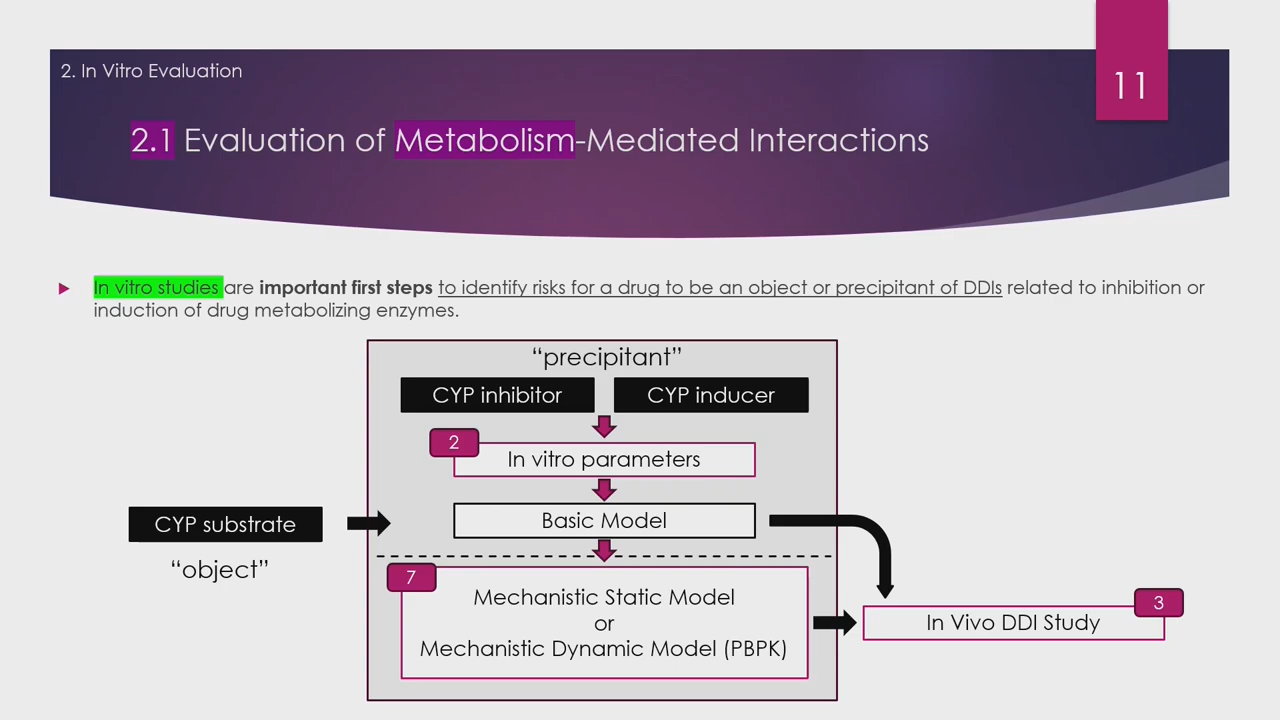 2. In Vitro Evaluation
11
2.1 Evaluation of Metabolism-Mediated Interactions
In vitro studies are important first steps to identify risks for a drug to be an object or precipitant of DDIs related to inhibition or
induction of drug metabolizing enzymes.
“precipitant”
CYP inhibitor
CYP inducer
2
In vitro parameters
CYP substrate
“object”
Basic Model
7
Mechanistic Static Model
or
Mechanistic Dynamic Model (PBPK)
3
In Vivo DDI Study